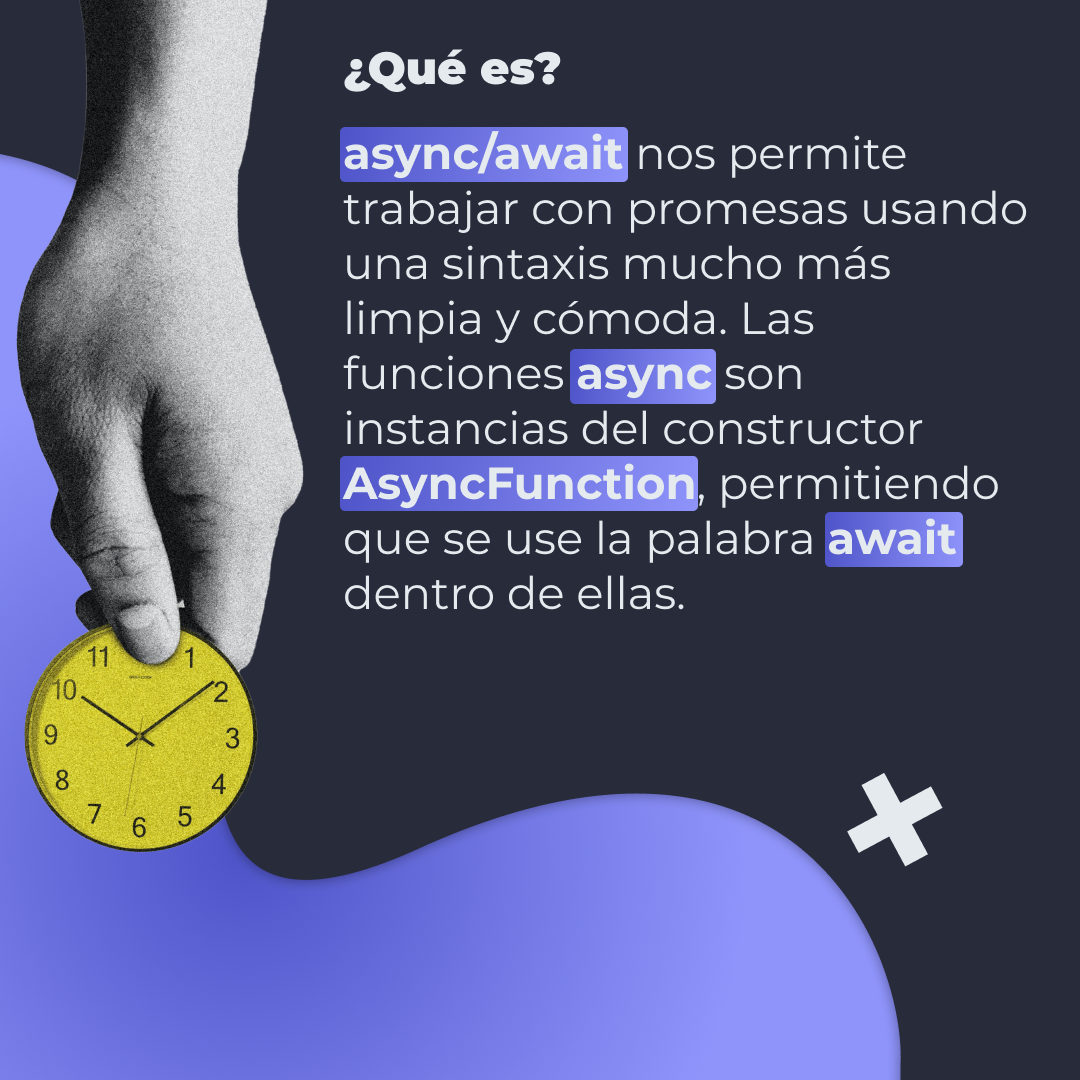 ¿Qué es?
async/await nos permite
trabajar con promesas usando
una sintaxis mucho más
limpia y cómoda. Las
funciones async son
instancias del constructor
AsyncFunction, permitiendo
que se use la palabra await
dentro de ellas.
11 1
10 2
9 3
8 4
7 5
6